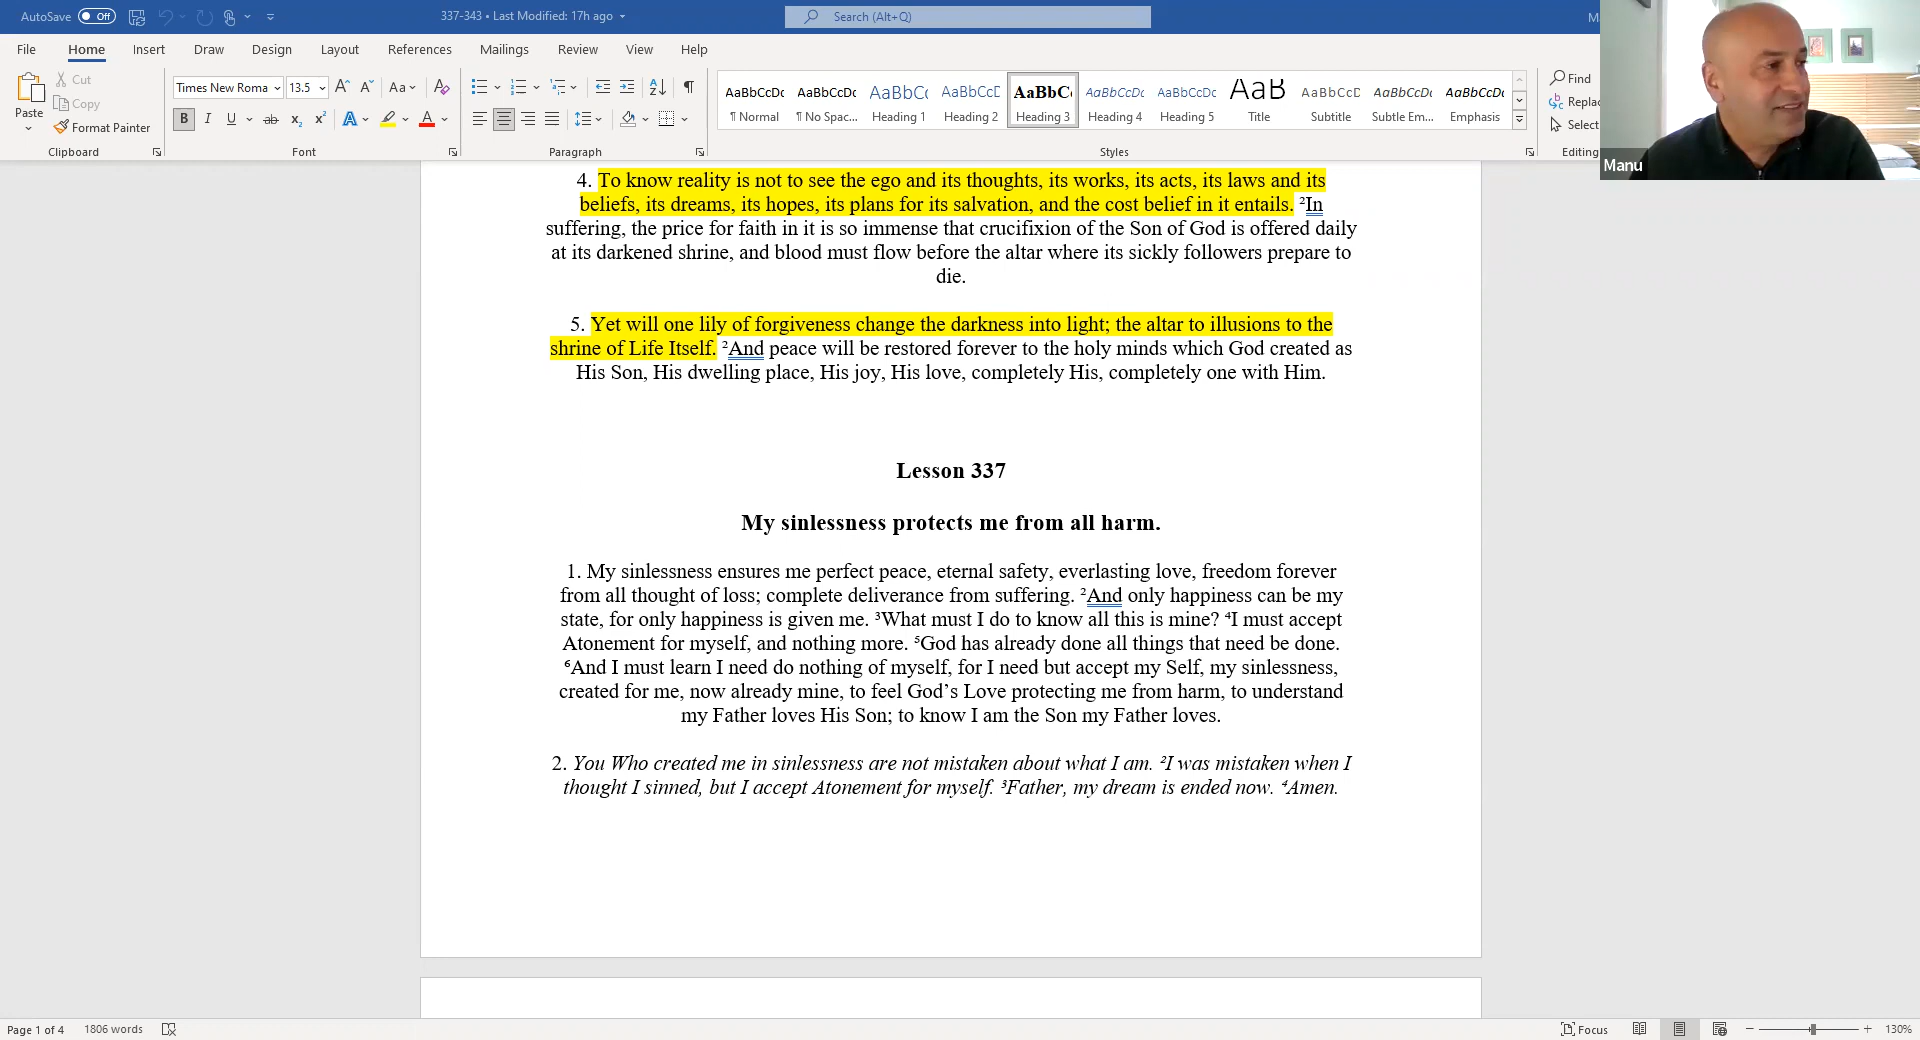 AutoSave Off 337-343 • Last Modified: 17h ago Search (Alt+Q)
File Home Insert Draw Design Layout References Mailings Review View Help
Paste Cut Copy Format Painter
Times New Roma 13.5
AaBbCcDc AaBbCcDc AaBbC AaBbCcD AaBbC AaBbCcDc AaBbCcDc AaB AaBbCcD AaBbCcDc AaBbCcDc
¶ Normal ¶ No Spac... Heading 1 Heading 2 Heading 3 Heading 4 Heading 5 Title Subtitle Subtle Em... Emphasis
Find
Replac
Select
Clipboard Font Paragraph Styles Editing
Manu
4. To know reality is not to see the ego and its thoughts, its works, its acts, its laws and its
beliefs, its dreams, its hopes, its plans for its salvation, and the cost belief in it entails. ²In
suffering, the price for faith in it is so immense that crucifixion of the Son of God is offered daily
at its darkened shrine, and blood must flow before the altar where its sickly followers prepare to
die.
5. Yet will one lily of forgiveness change the darkness into light; the altar to illusions to the
shrine of Life Itself. ²And peace will be restored forever to the holy minds which God created as
His Son, His dwelling place, His joy, His love, completely His, completely one with Him.
Lesson 337
My sinlessness protects me from all harm.
1. My sinlessness ensures me perfect peace, eternal safety, everlasting love, freedom forever
from all thought of loss; complete deliverance from suffering. ²And only happiness can be my
state, for only happiness is given me. ³What must I do to know all this is mine? ⁴I must accept
Atonement for myself, and nothing more. ⁵God has already done all things that need be done.
⁶And I must learn I need do nothing of myself, for I need but accept my Self, my sinlessness,
created for me, now already mine, to feel God’s Love protecting me from harm, to understand
my Father loves His Son; to know I am the Son my Father loves.
2. You Who created me in sinlessness are not mistaken about what I am. ²I was mistaken when I
thought I sinned, but I accept Atonement for myself. ³Father, my dream is ended now. ⁴Amen.
Page 1 of 4 1806 words Focus 130%